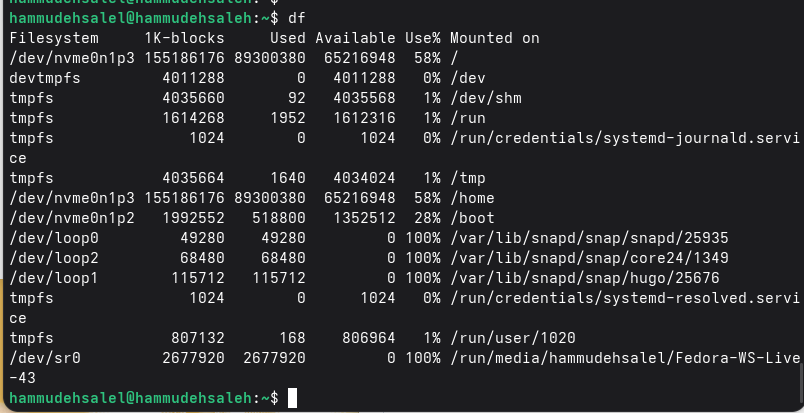 hammudehsalel@hammudehsaleh:~$
hammudehsalel@hammudehsaleh:~$ df
Filesystem     1K-blocks     Used Available Use% Mounted on
/dev/nvme0n1p3 155186176 89300380  65216948  58% /
devtmpfs         4011288        0   4011288   0% /dev
tmpfs            4035660       92   4035568   1% /dev/shm
tmpfs            1614268     1952   1612316   1% /run
tmpfs               1024        0      1024   0% /run/credentials/systemd-journald.servi
ce
tmpfs            4035664     1640   4034024   1% /tmp
/dev/nvme0n1p3 155186176 89300380  65216948  58% /home
/dev/nvme0n1p2   1992552   518800   1352512  28% /boot
/dev/loop0         49280    49280         0 100% /var/lib/snapd/snap/snapd/25935
/dev/loop2         68480    68480         0 100% /var/lib/snapd/snap/core24/1349
/dev/loop1        115712   115712         0 100% /var/lib/snapd/snap/hugo/25676
tmpfs               1024        0      1024   0% /run/credentials/systemd-resolved.servi
ce
tmpfs             807132      168    806964   1% /run/user/1020
/dev/sr0         2677920  2677920         0 100% /run/media/hammudehsalel/Fedora-WS-Live
-43
hammudehsalel@hammudehsaleh:~$